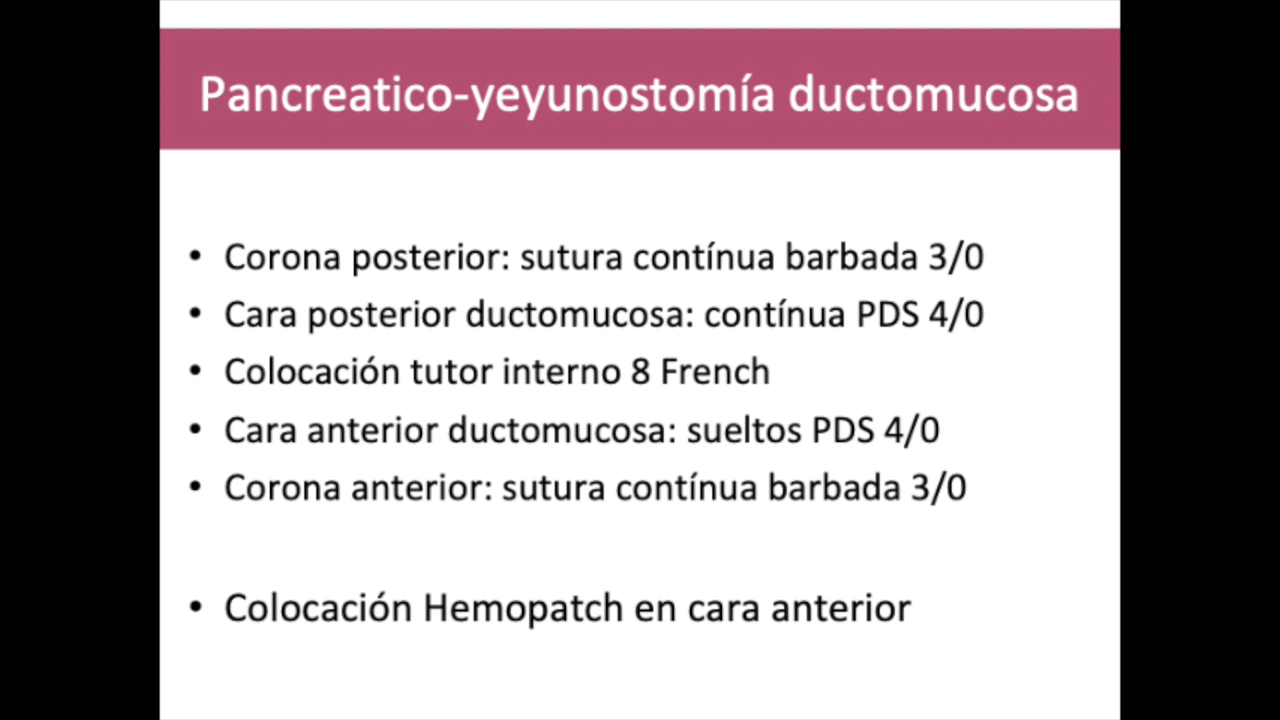 Pancreatico-yeyunostomía ductomucosa
• Corona posterior: sutura contínua barbada 3/0
• Cara posterior ductomucosa: contínua PDS 4/0
• Colocación tutor interno 8 French
• Cara anterior ductomucosa: sueltos PDS 4/0
• Corona anterior: sutura contínua barbada 3/0
• Colocación Hemopatch en cara anterior